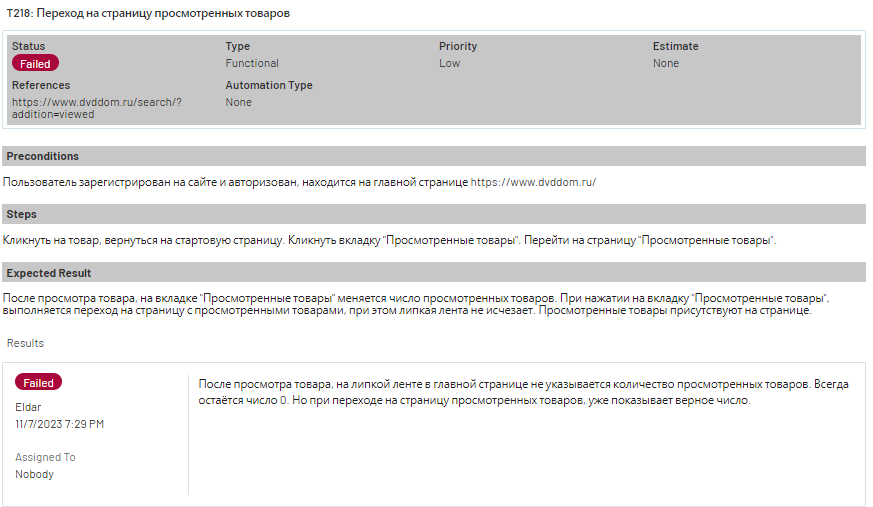 T218: Переход на страницу просмотренных товаров
Status Type Priority Estimate
Failed Functional Low None
References Automation Type
https://www.dvddom.ru/search/? None
addition=viewed
Preconditions
Пользователь зарегистрирован на сайте и авторизован, находится на главной странице https://www.dvddom.ru/
Steps
Кликнуть на товар, вернуться на стартовую страницу. Кликнуть вкладку "Просмотренные товары". Перейти на страницу "Просмотренные товары".
Expected Result
После просмотра товара, на вкладке "Просмотренные товары" меняется число просмотренных товаров. При нажатии на вкладку "Просмотренные товары",
выполняется переход на страницу с просмотренными товарами, при этом липкая лента не исчезает. Просмотренные товары присутствуют на странице.
Results
Failed
Eldar
11/7/2023 7:29 PM
Assigned To
Nobody
После просмотра товара, на липкой ленте в главной странице не указывается количество просмотренных товаров. Всегда
остаётся число 0. Но при переходе на страницу просмотренных товаров, уже показывает верное число.